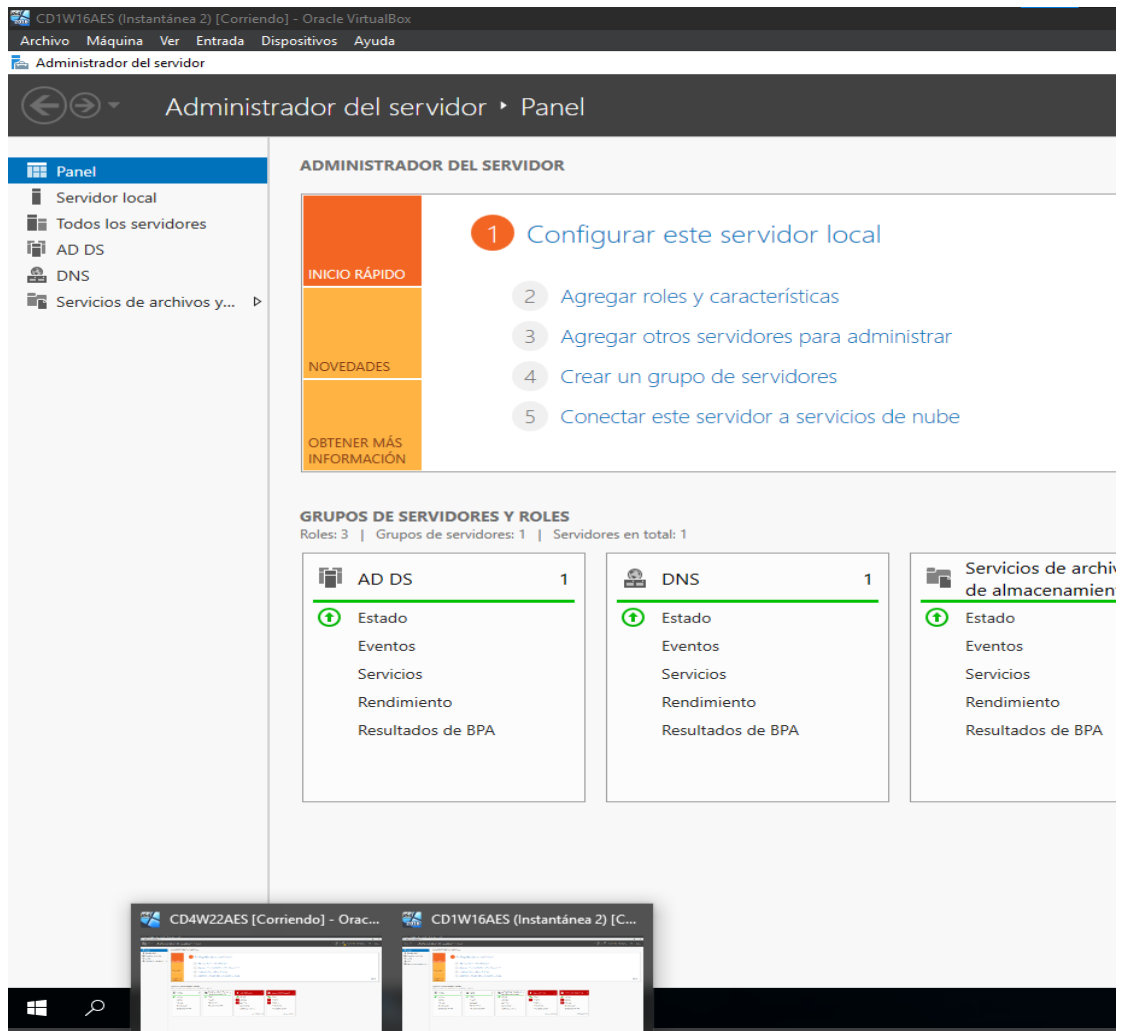 CD1W16AES (Instantánea 2) [Corriendo] - Oracle VirtualBox
Archivo Máquina Ver Entrada Dispositivos Ayuda
Administrador del servidor
Administrador del servidor ‣ Panel
Panel
Servidor local
Todos los servidores
AD DS
DNS
Servicios de archivos y...
ADMINISTRADOR DEL SERVIDOR
INICIO RÁPIDO
NOVEDADES
OBTENER MÁS
INFORMACIÓN
1 Configurar este servidor local
2 Agregar roles y características
3 Agregar otros servidores para administrar
4 Crear un grupo de servidores
5 Conectar este servidor a servicios de nube
GRUPOS DE SERVIDORES Y ROLES
Roles: 3 | Grupos de servidores: 1 | Servidores en total: 1
AD DS 1
Estado
Eventos
Servicios
Rendimiento
Resultados de BPA
DNS 1
Estado
Eventos
Servicios
Rendimiento
Resultados de BPA
Servicios de archiv
de almacenamien
Estado
Eventos
Servicios
Rendimiento
Resultados de BPA
CD4W22AES [Corriendo] - Orac...
CD1W16AES (Instantánea 2) [C...